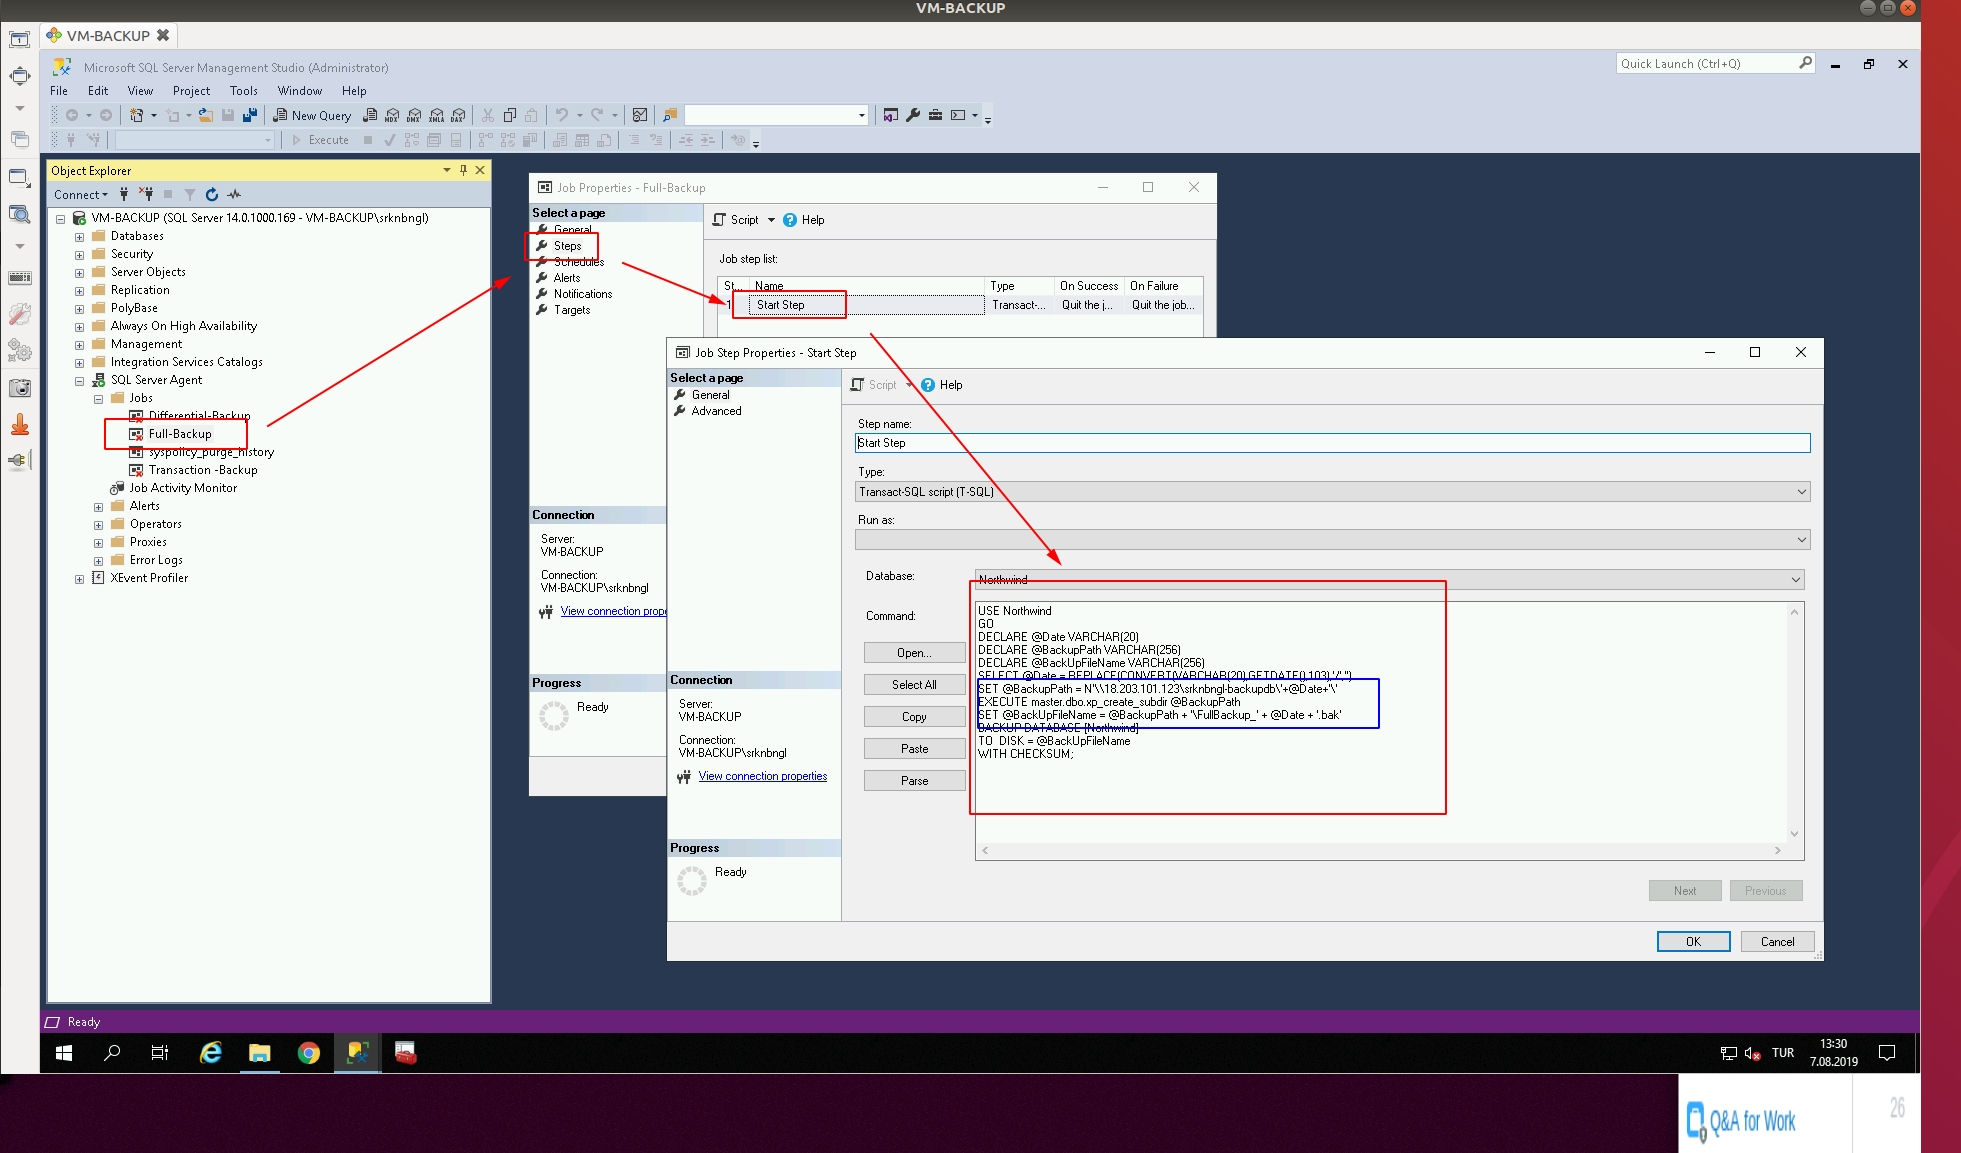 VM-BACKUP
VM-BACKUP
Microsoft SQL Server Management Studio (Administrator)
Quick Launch (Ctrl+Q)
File Edit View Project Tools Window Help
New Query
MDX DMX XMLA DAX
Execute
Object Explorer
Connect
VM-BACKUP (SQL Server 14.0.1000.169 - VM-BACKUP\srknbngl)
Databases
Security
Server Objects
Replication
PolyBase
Always On High Availability
Management
Integration Services Catalogs
SQL Server Agent
Jobs
Differential-Backup
Full-Backup
syspolicy_purge_history
Transaction -Backup
Job Activity Monitor
Alerts
Operators
Proxies
Error Logs
XEvent Profiler
Job Properties - Full-Backup
Select a page
General
Steps
Schedules
Alerts
Notifications
Targets
Script Help
Job step list:
St... Name Type On Success On Failure
1 Start Step Transact-... Quit the j... Quit the job...
Connection
Server:
VM-BACKUP
Connection:
VM-BACKUP\srknbngl
View connection prope
Progress
Ready
Job Step Properties - Start Step
Select a page
General
Advanced
Script Help
Step name:
Start Step
Type:
Transact-SQL script (T-SQL)
Run as:
Database:
Northwind
Command:
Open...
Select All
Copy
Paste
Parse
USE Northwind
GO
DECLARE @Date VARCHAR(20)
DECLARE @BackupPath VARCHAR(256)
DECLARE @BackUpFileName VARCHAR(256)
SELECT @Date = REPLACE(CONVERT(VARCHAR(20),GETDATE(),103),'/','')
SET @BackupPath = N'\\18.203.101.123\srknbngl-backupdb\'+@Date+'\'
EXECUTE master.dbo.xp_create_subdir @BackupPath
SET @BackUpFileName = @BackupPath + '\FullBackup_' + @Date + '.bak'
BACKUP DATABASE [Northwind]
TO DISK = @BackUpFileName
WITH CHECKSUM;
Connection
Server:
VM-BACKUP
Connection:
VM-BACKUP\srknbngl
View connection properties
Progress
Ready
Next Previous
OK Cancel
Ready
TUR
13:30
7.08.2019
Q&A for Work
26